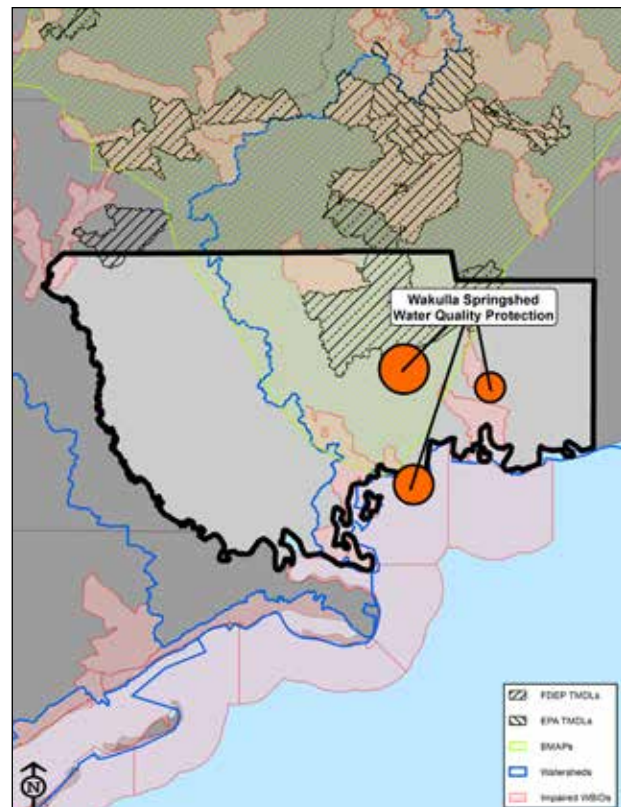 Wakulla Springshed
Water Quality Protection
FDEP TMDLs
EPA TMDLs
BMAPs
Watersheds
Impaired WBIDs
N